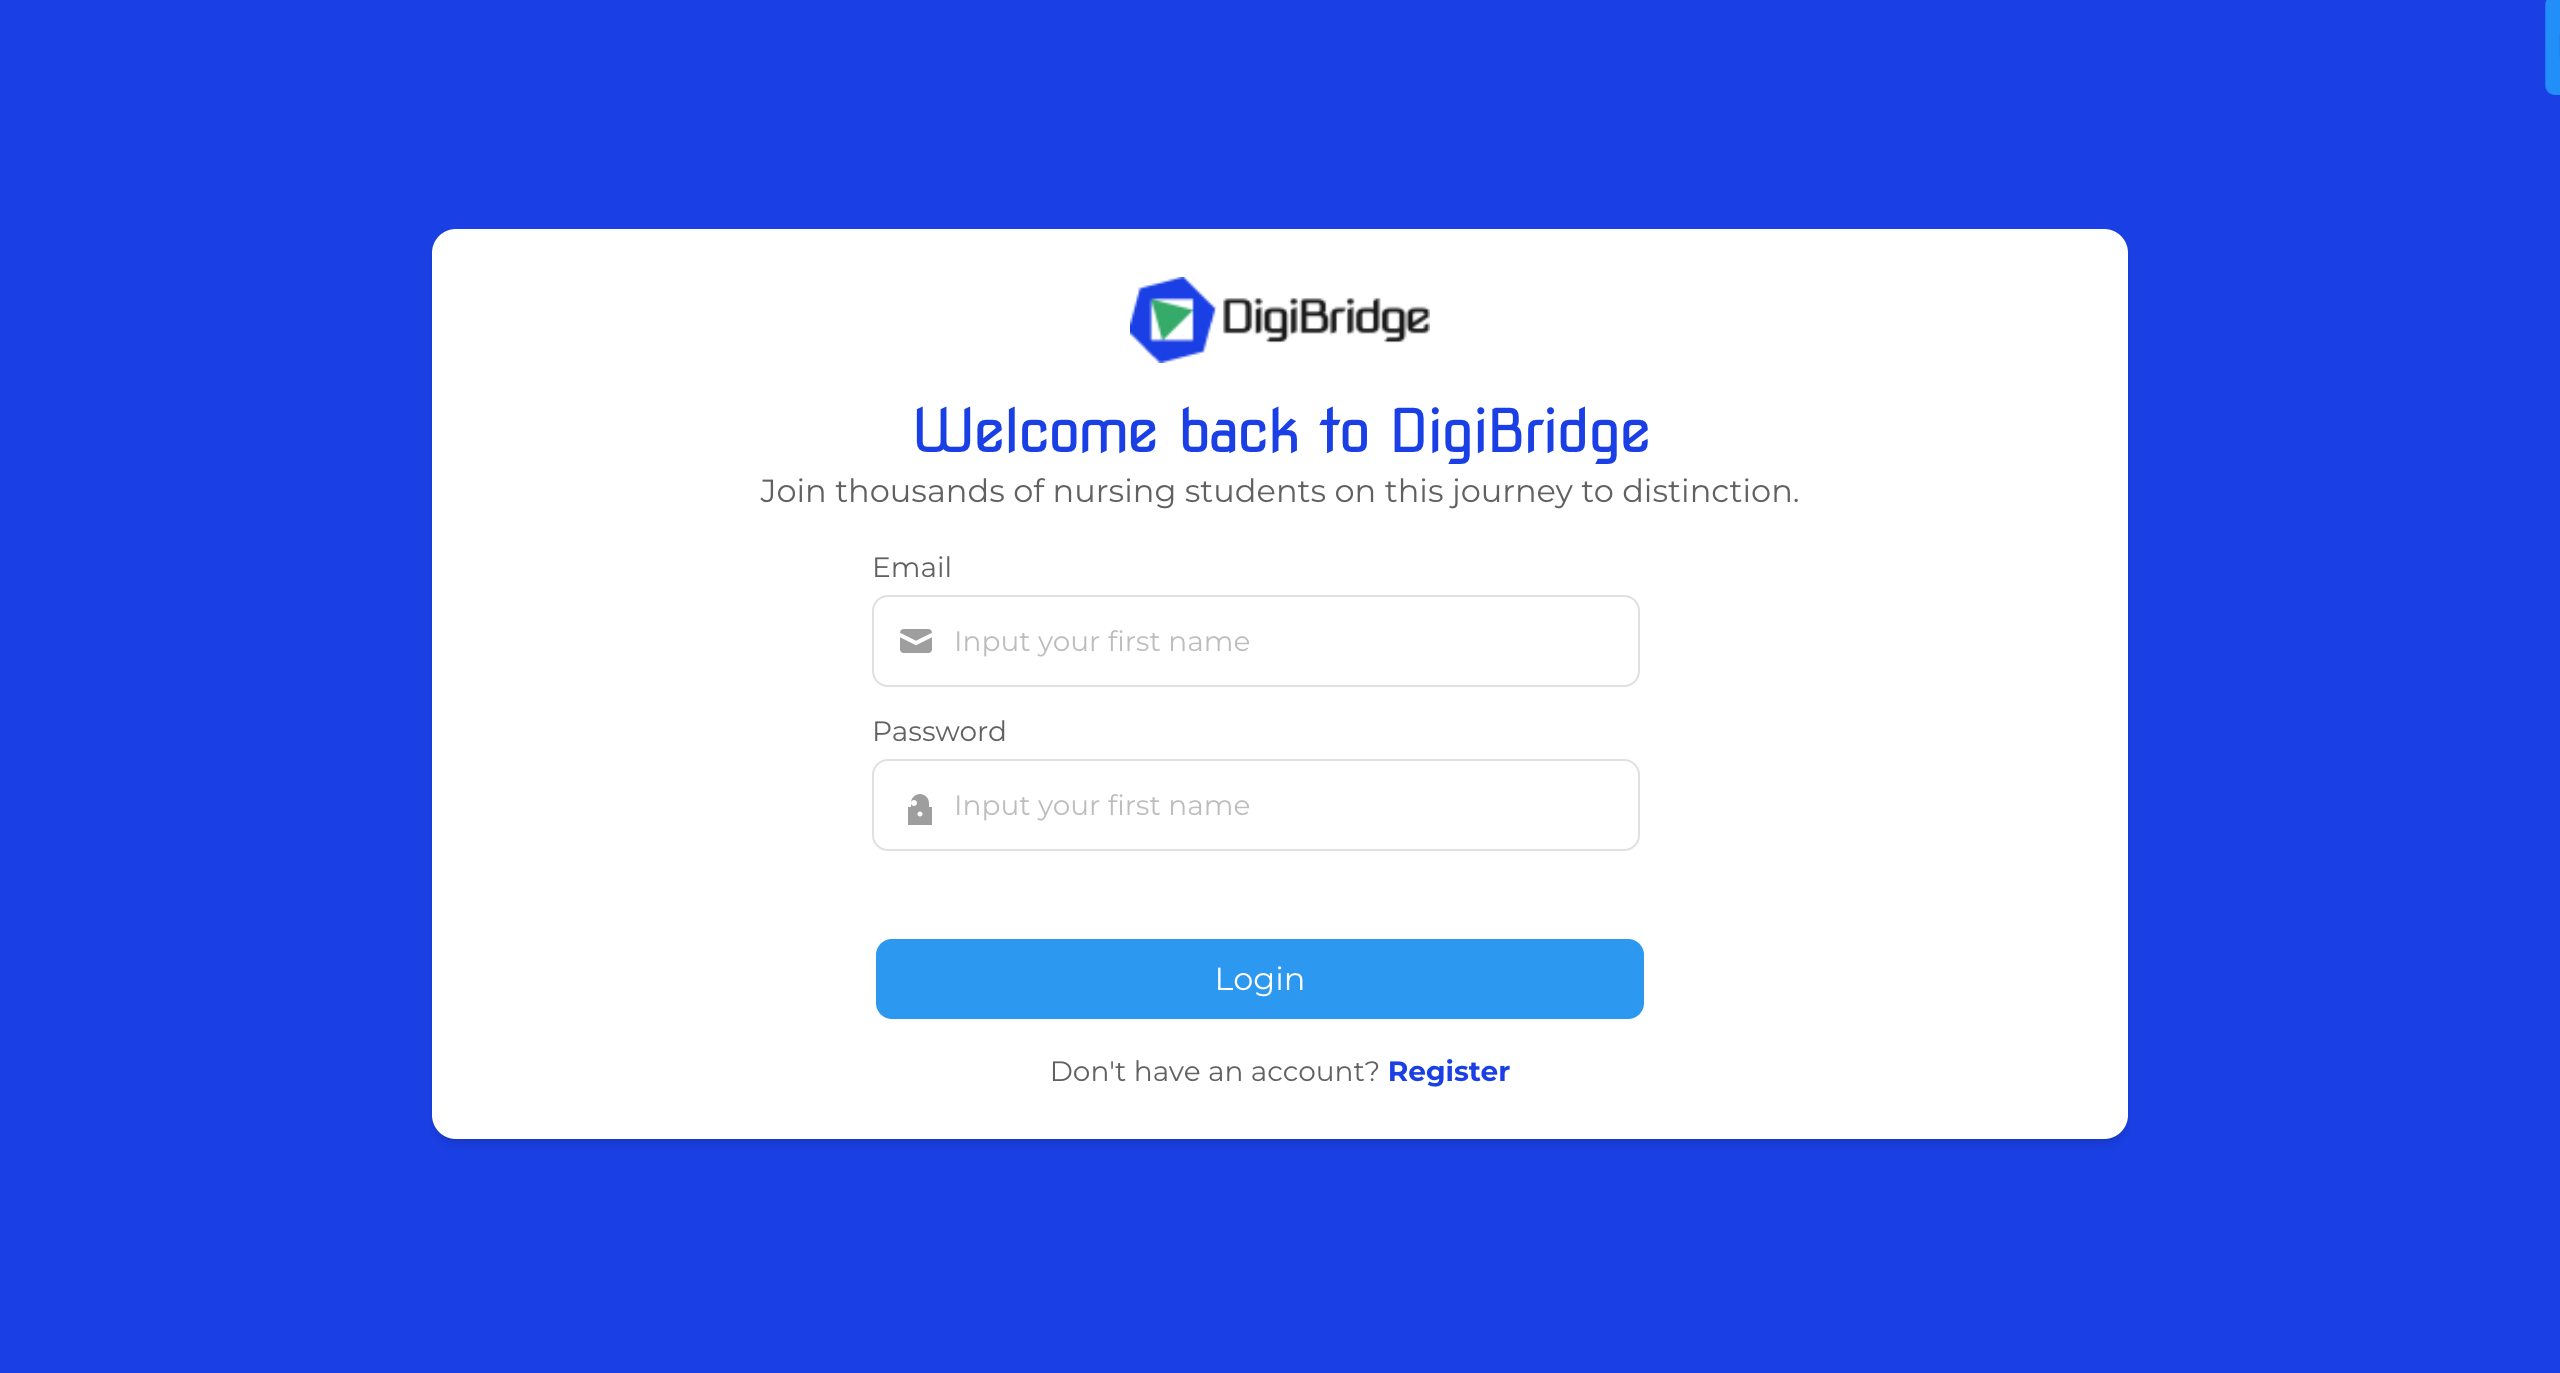 DigiBridge
Welcome back to DigiBridge
Join thousands of nursing students on this journey to distinction.
Email
Input your first name
Password
Input your first name
Login
Don't have an account? Register